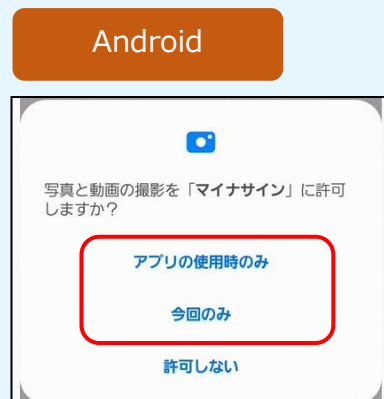 Android
写真と動画の撮影を「マイナサイン」に許可
しますか？
アプリの使用時のみ
今回のみ
許可しない